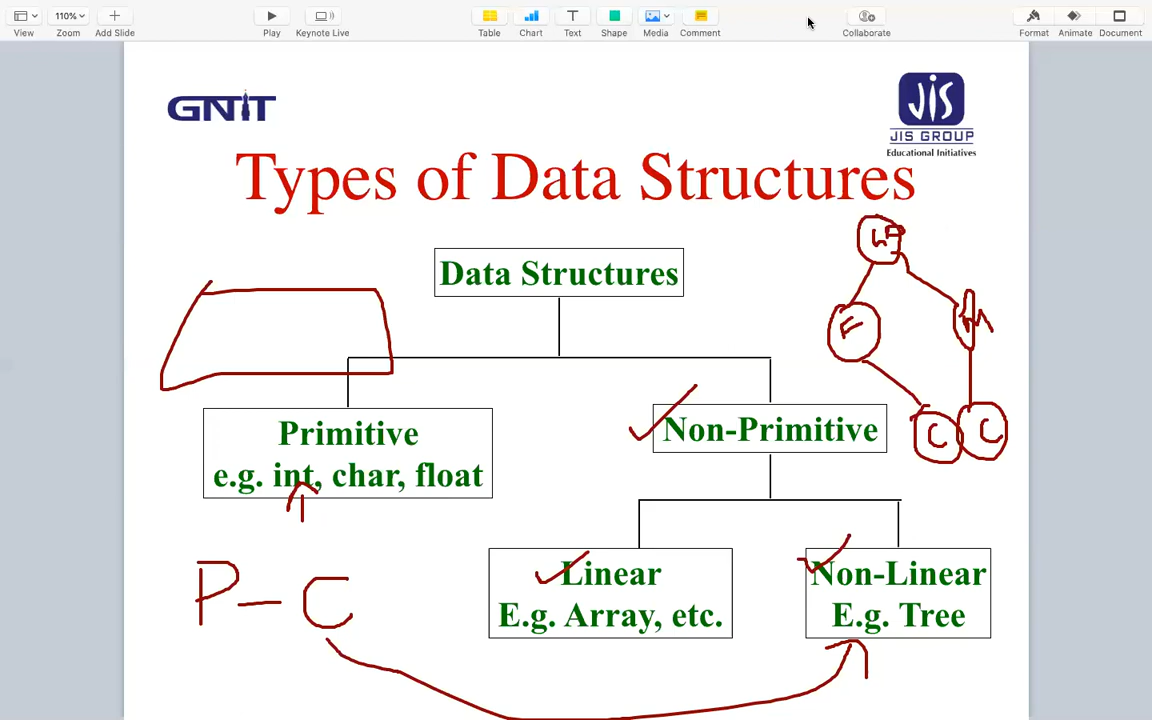 110%
View
Zoom
Add Slide
Play
Keynote Live
Table
Chart
Text
Shape
Media
Comment
Collaborate
Format
Animate
Document
GNIT
JIS
JIS GROUP
Educational Initiatives
Types of Data Structures
Data Structures
F
C
C
Primitive
e.g. int, char, float
Non-Primitive
P - C
Linear
E.g. Array, etc.
Non-Linear
E.g. Tree